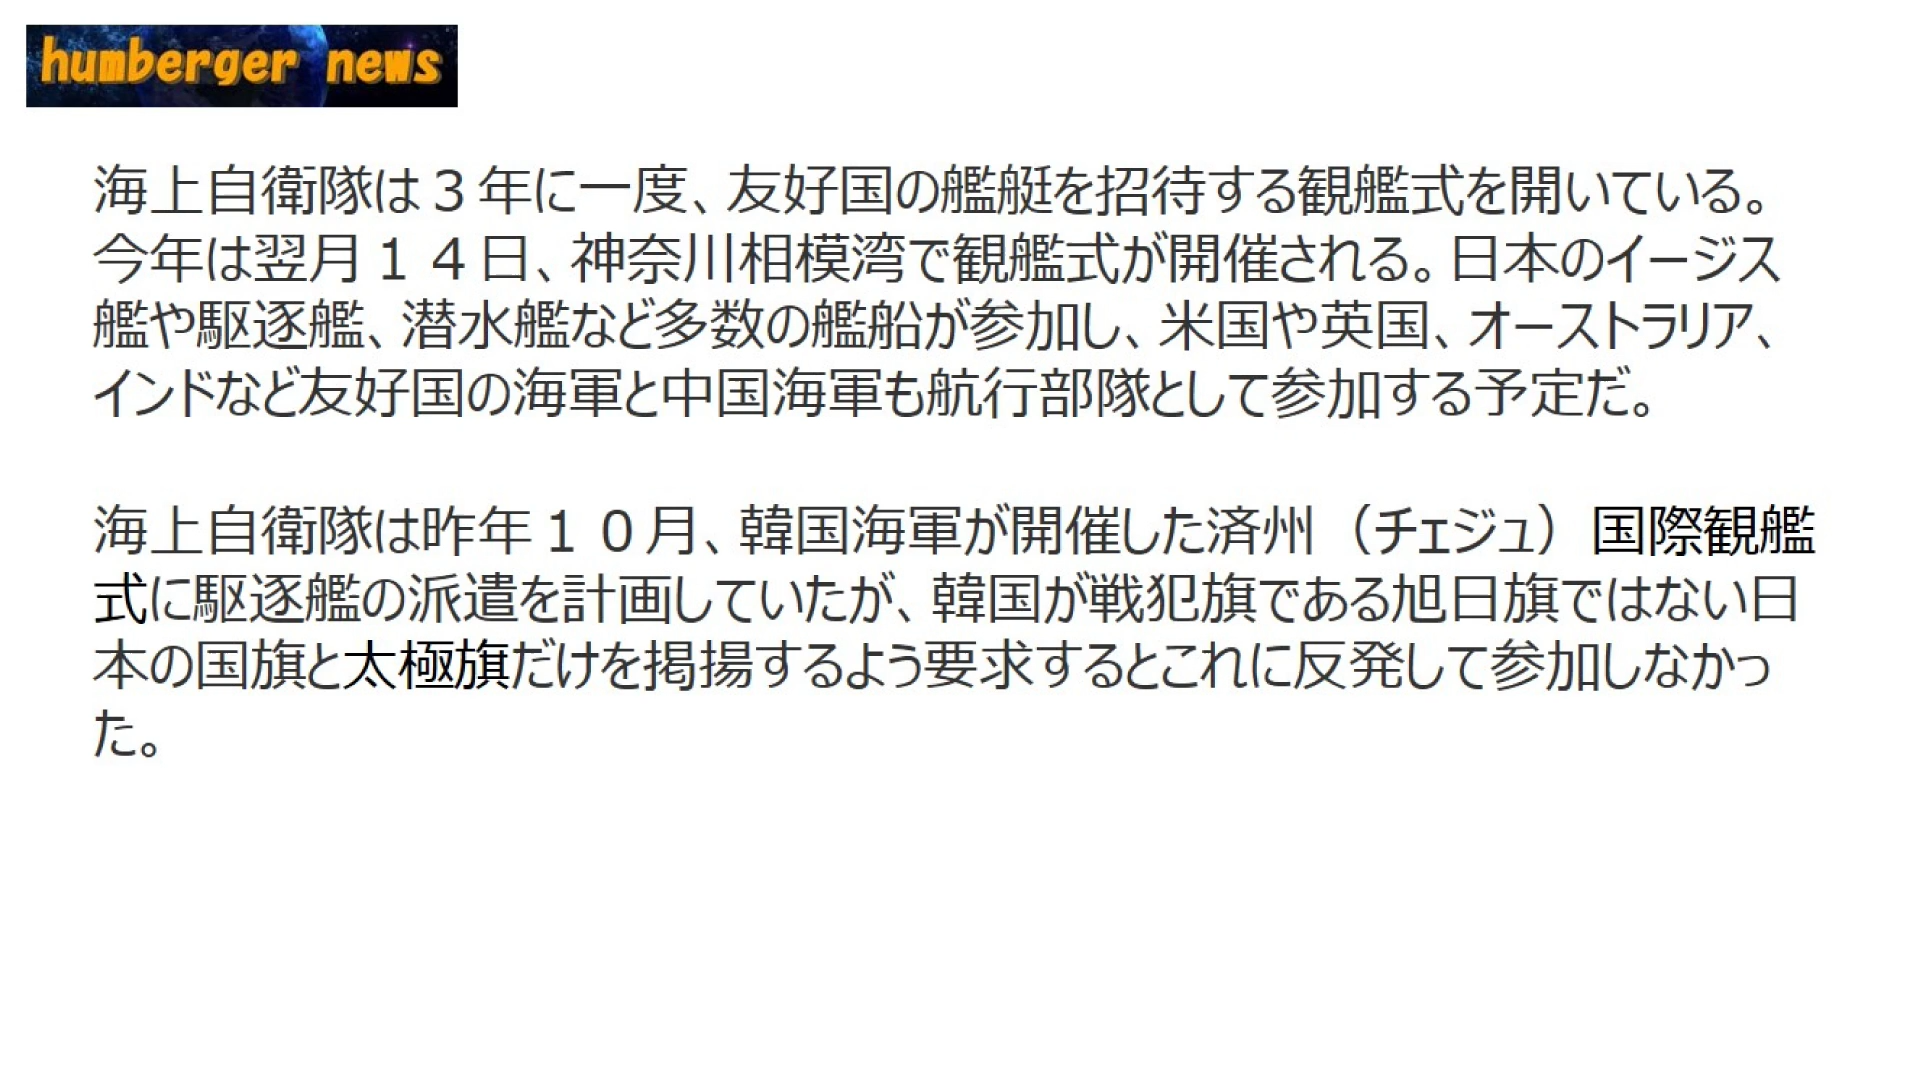 humberger news
海上自衛隊は３年に一度、友好国の艦艇を招待する観艦式を開いている。
今年は翌月１４日、神奈川相模湾で観艦式が開催される。日本のイージス
艦や駆逐艦、潜水艦など多数の艦船が参加し、米国や英国、オーストラリア、
インドなど友好国の海軍と中国海軍も航行部隊として参加する予定だ。
海上自衛隊は昨年１０月、韓国海軍が開催した済州（チェジュ）国際観艦
式に駆逐艦の派遣を計画していたが、韓国が戦犯旗である旭日旗ではない日
本の国旗と太極旗だけを掲揚するよう要求するとこれに反発して参加しなかっ
た。